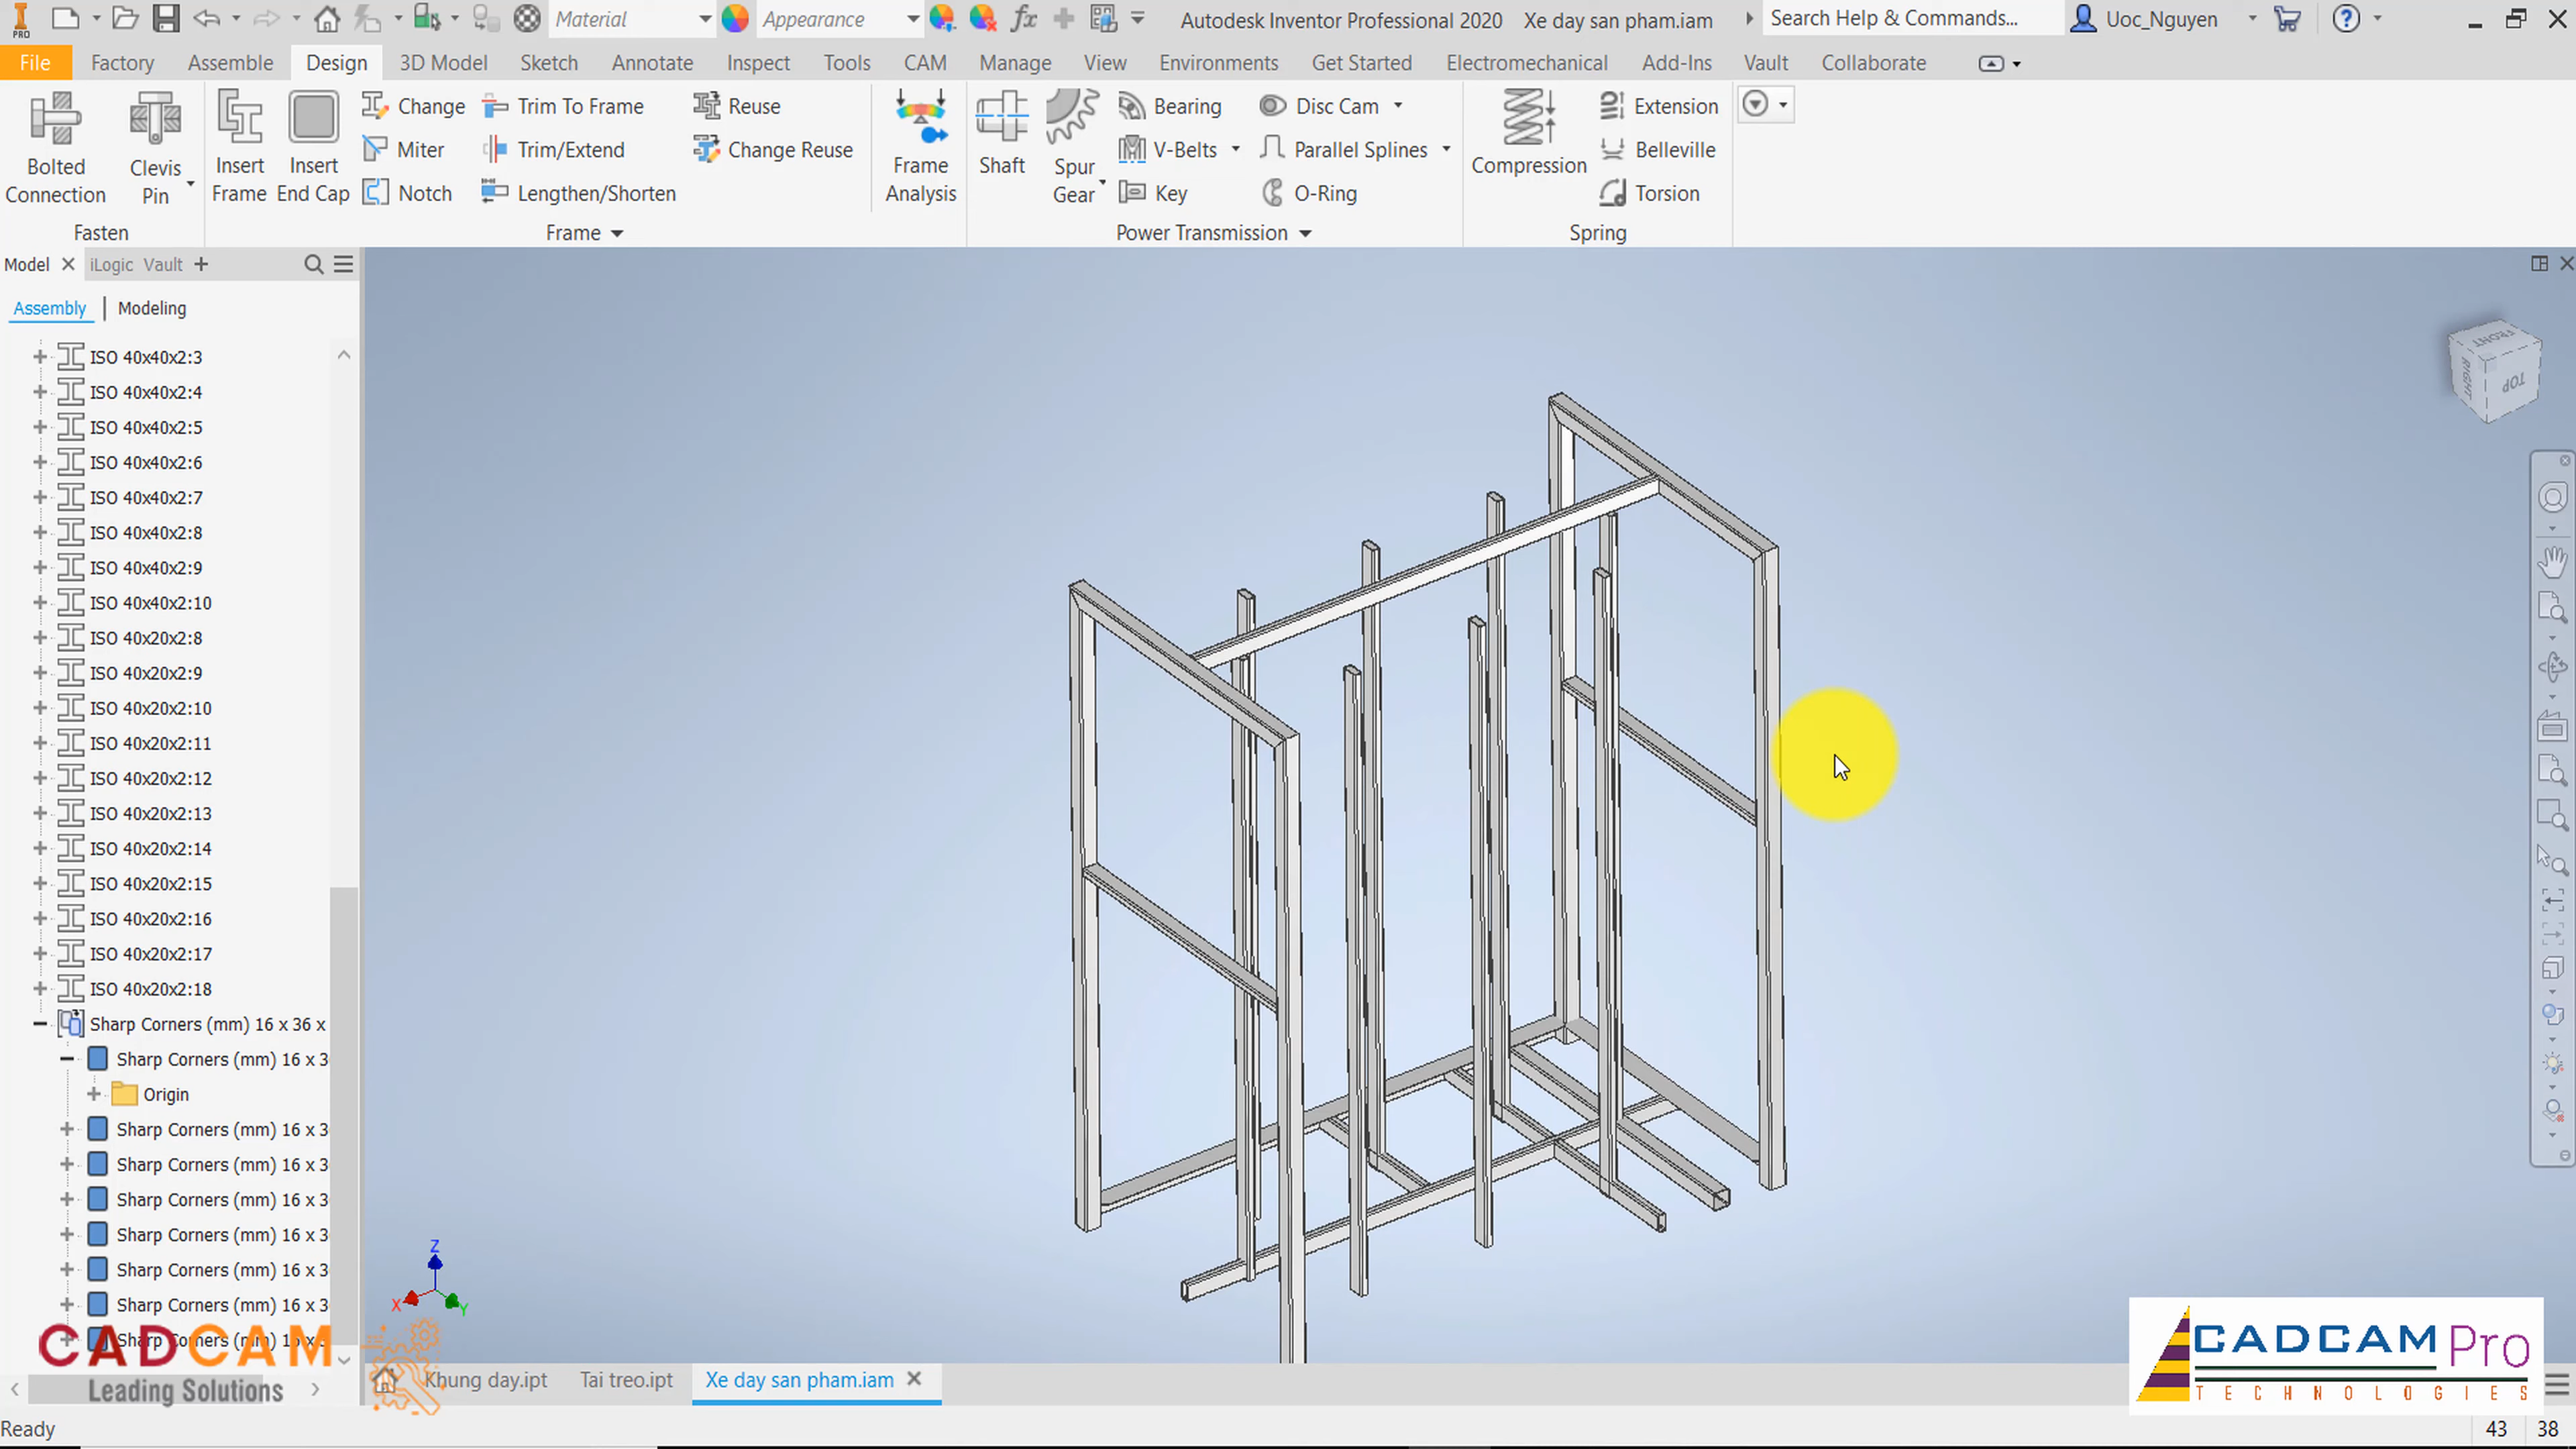 PRO
Material
Appearance
fx
Autodesk Inventor Professional 2020 Xe day san pham.iam
Search Help & Commands...
Uoc_Nguyen
File Factory Assemble Design 3D Model Sketch Annotate Inspect Tools CAM Manage View Environments Get Started Electromechanical Add-Ins Vault Collaborate
Bolted Connection
Clevis Pin
Insert Frame
Insert End Cap
Change
Miter
Notch
Trim To Frame
Trim/Extend
Lengthen/Shorten
Reuse
Change Reuse
Frame Analysis
Shaft
Spur Gear
Bearing
V-Belts
Key
Disc Cam
Parallel Splines
O-Ring
Compression
Extension
Belleville
Torsion
Fasten
Frame
Power Transmission
Spring
Model iLogic Vault
Assembly | Modeling
ISO 40x40x2:3
ISO 40x40x2:4
ISO 40x40x2:5
ISO 40x40x2:6
ISO 40x40x2:7
ISO 40x40x2:8
ISO 40x40x2:9
ISO 40x40x2:10
ISO 40x20x2:8
ISO 40x20x2:9
ISO 40x20x2:10
ISO 40x20x2:11
ISO 40x20x2:12
ISO 40x20x2:13
ISO 40x20x2:14
ISO 40x20x2:15
ISO 40x20x2:16
ISO 40x20x2:17
ISO 40x20x2:18
Sharp Corners (mm) 16 x 36 x
Sharp Corners (mm) 16 x 3
Origin
Sharp Corners (mm) 16 x 3
Sharp Corners (mm) 16 x 3
Sharp Corners (mm) 16 x 3
Sharp Corners (mm) 16 x 3
Sharp Corners (mm) 16 x 3
Sharp Corners (mm) 16 x 3
Sharp Corners (mm)
FRONT
RIGHT
TOP
Z
X
Y
CADCAM
Leading Solutions
Khung day.ipt
Tai treo.ipt
Xe day san pham.iam
CADCAM Pro
TECHNOLOGIES
Ready
43 38